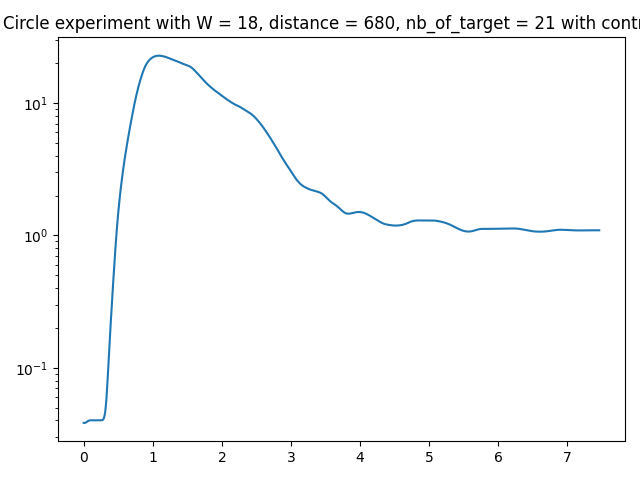 Circle experiment with W = 18, distance = 680, nb_of_target = 21 with
10¹
10⁰
10⁻¹
0 1 2 3 4 5 6 7